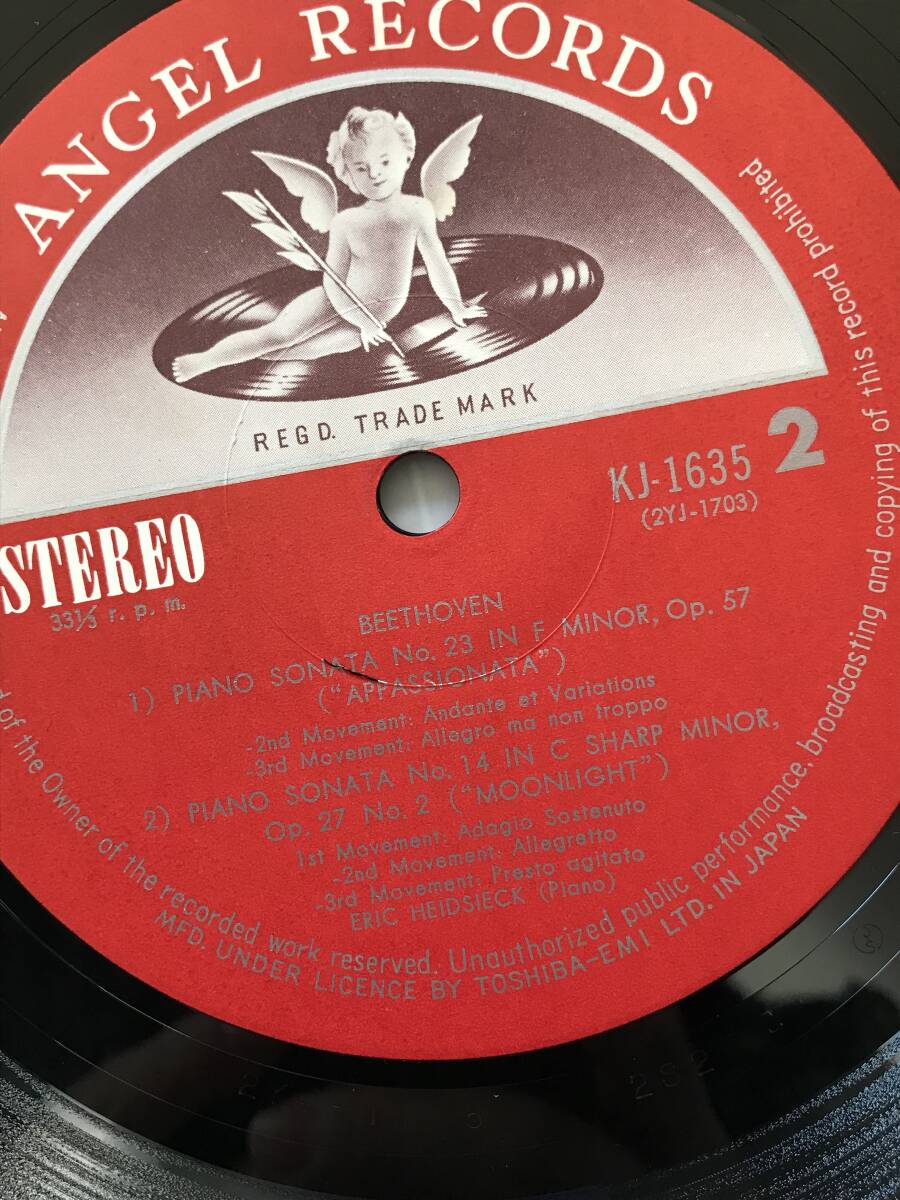 ANGEL RECORDS
REGD. TRADE MARK
KJ-1635 2
(2YJ-1703)
STEREO
33⅓ r. p. m.
BEETHOVEN
1) PIANO SONATA No. 23 IN F MINOR, Op. 57
("APPASSIONATA")
-2nd Movement: Andante et Variations
-3rd Movement: Allegro ma non troppo
2) PIANO SONATA No. 14 IN C SHARP MINOR,
Op. 27 No. 2 ("MOONLIGHT")
1st Movement: Adagio Sostenuto
-2nd Movement: Allegretto
-3rd Movement: Presto agitato
ERIC HEIDSIECK (Piano)
of the Owner of the recorded work reserved. Unauthorized public performance, broadcasting and copying of this record prohibited
MFD. UNDER LICENCE BY TOSHIBA-EMI LTD. IN JAPAN